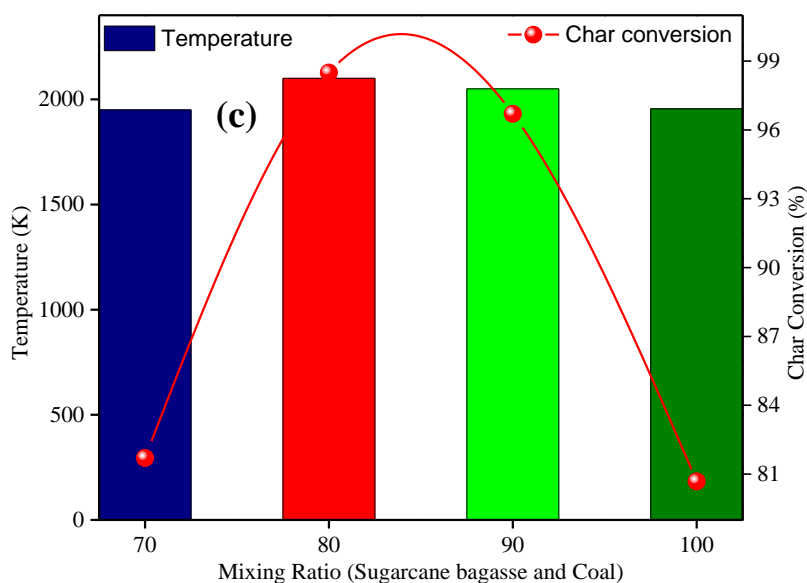 Temperature
Char conversion
(c)
Temperature (K)
2000
1500
1000
500
0
99
96
93
90
87
84
81
Char Conversion (%)
70
80
90
100
Mixing Ratio (Sugarcane bagasse and Coal)